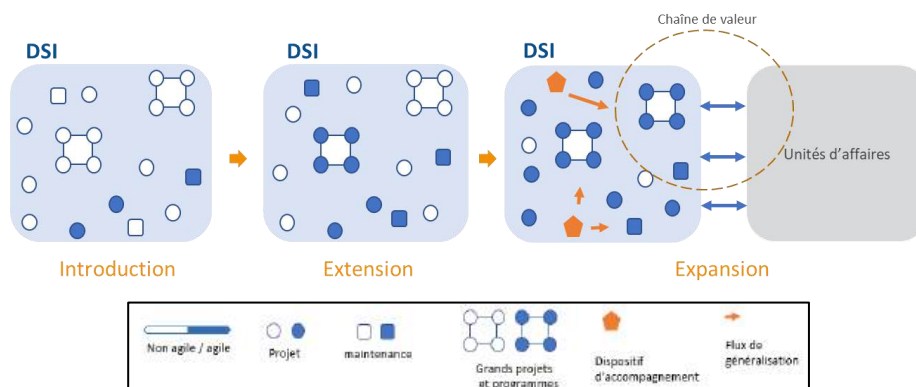 Chaîne de valeur
DSI
DSI
DSI
Unités d’affaires
Introduction
Extension
Expansion
Non agile / agile
Projet
maintenance
Grands projets
et programmes
Dispositif
d'accompagnement
Flux de
généralisation